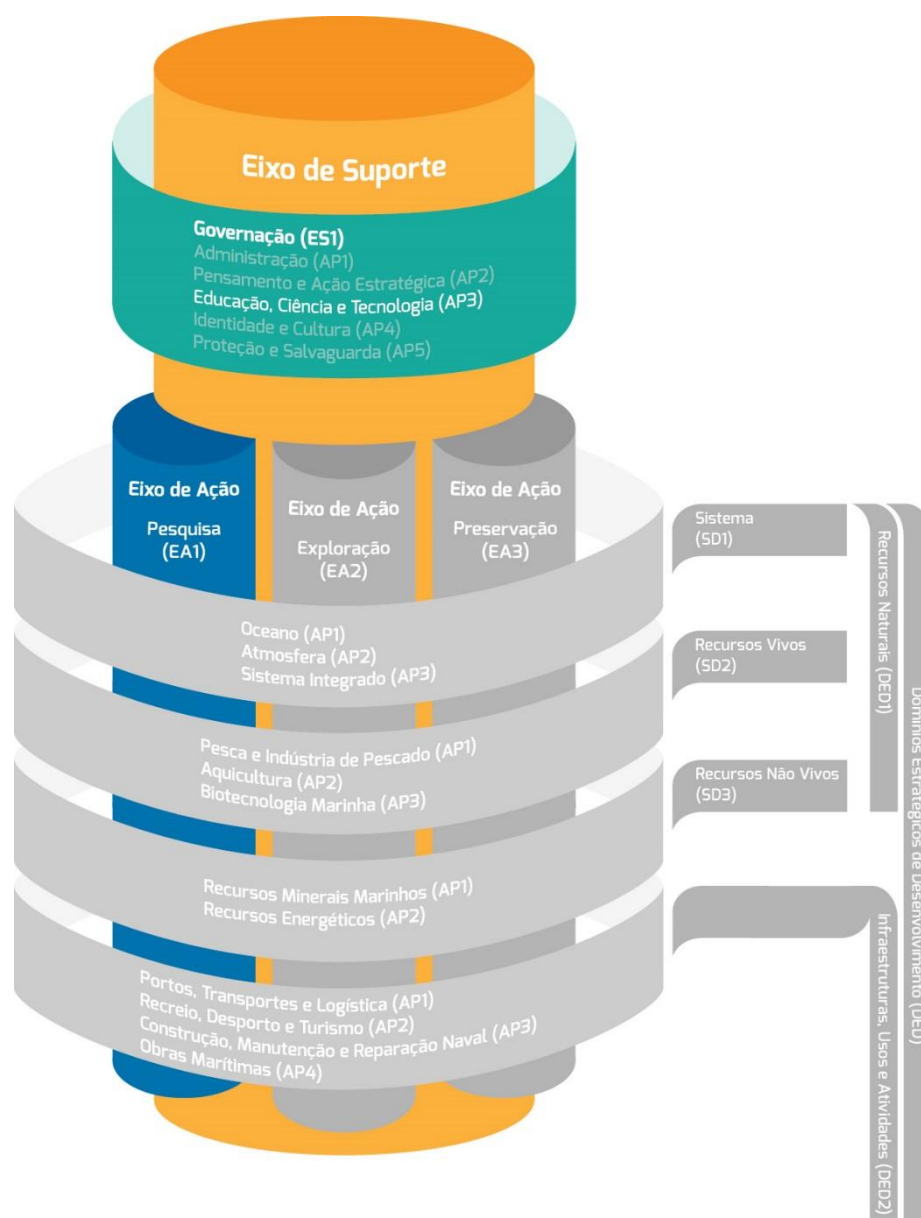 Eixo de Suporte
Governação (ES1)
Administração (AP1)
Pensamento e Ação Estratégica (AP2)
Educação, Ciência e Tecnologia (AP3)
Identidade e Cultura (AP4)
Proteção e Salvaguarda (AP5)
Eixo de Ação
Pesquisa
(EA1)
Eixo de Ação
Exploração
(EA2)
Eixo de Ação
Preservação
(EA3)
Oceano (AP1)
Atmosfera (AP2)
Sistema Integrado (AP3)
Pesca e Indústria de Pescado (AP1)
Aquicultura (AP2)
Biotecnologia Marinha (AP3)
Recursos Minerais Marinhos (AP1)
Recursos Energéticos (AP2)
Portos, Transportes e Logística (AP1)
Recreio, Desporto e Turismo (AP2)
Construção, Manutenção e Reparação Naval (AP3)
Obras Marítimas (AP4)
Sistema
(SD1)
Recursos Vivos
(SD2)
Recursos Não Vivos
(SD3)
Recursos Naturais (DED1)
Infraestruturas, Usos e Atividades (DED2)
Domínios Estratégicos de Desenvolvimento (DED)